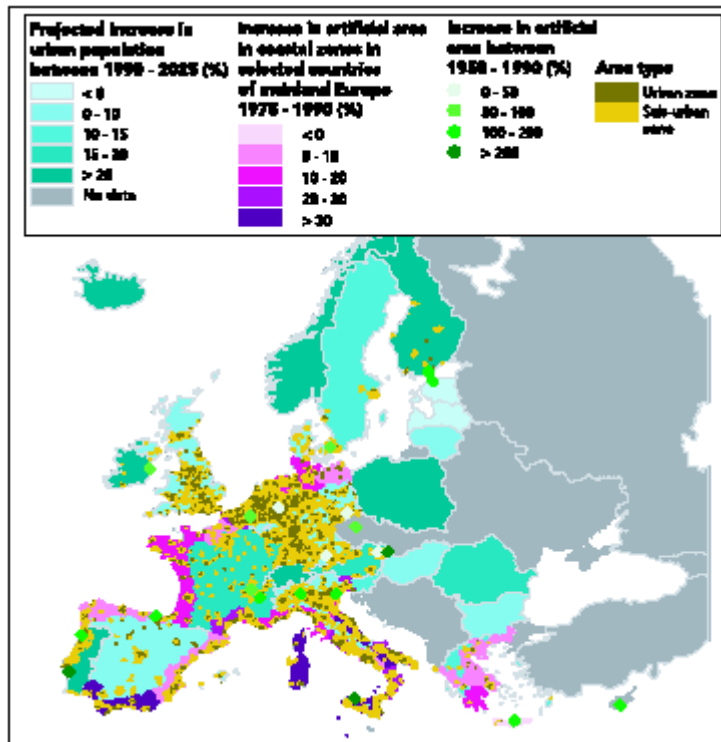 Projected increase in
urban population
between 1990 - 2025 (%)
< 0
0 - 10
10 - 15
15 - 20
> 20
No data
Increase in artificial area
in coastal zones in
selected countries
of mainland Europe
1975 - 1990 (%)
< 0
0 - 10
10 - 20
20 - 30
> 30
Increase in artificial
area between
1950 - 1990 (%)
0 - 50
50 - 100
100 - 200
> 200
Area type
Urban zone
Sub-urban
zone